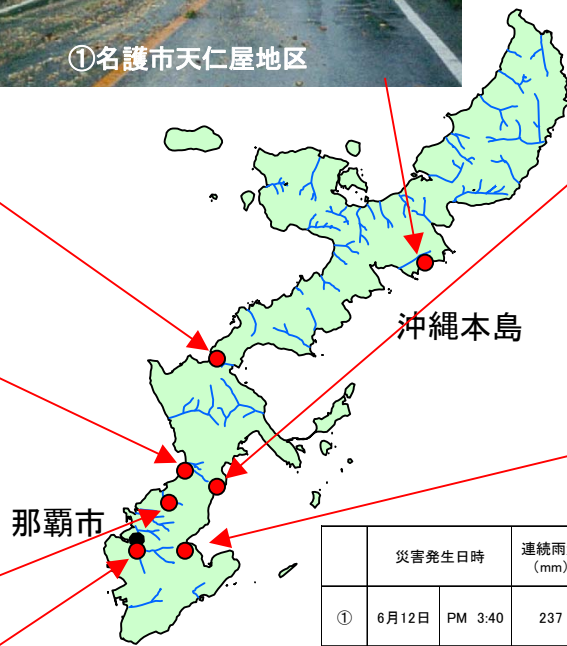 ①名護市天仁屋地区
沖縄本島
那覇市
災害発生日時 連続雨
(mm)
① 6月12日 PM 3:40 237